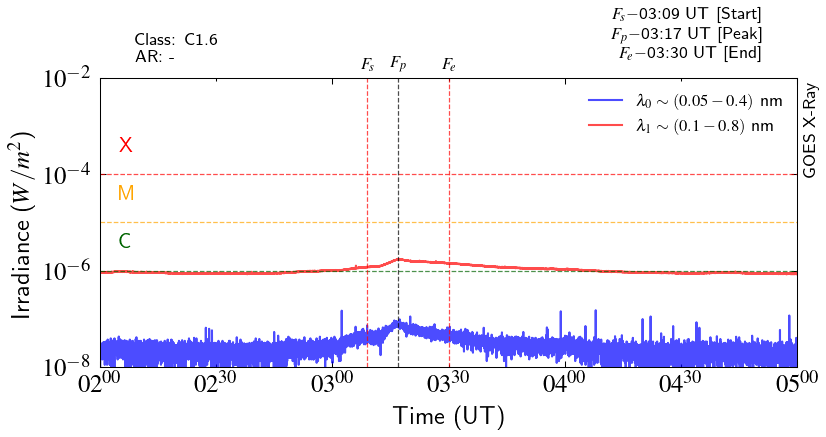 Class: C1.6
AR: -
Fs−03:09 UT [Start]
Fp−03:17 UT [Peak]
Fe−03:30 UT [End]
Fs Fp Fe
10⁻²
10⁻⁴
10⁻⁶
10⁻⁸
Irradiance (W/m²)
X
M
C
λ₀ ∼ (0.05 − 0.4) nm
λ₁ ∼ (0.1 − 0.8) nm
GOES X-Ray
02⁰⁰ 02³⁰ 03⁰⁰ 03³⁰ 04⁰⁰ 04³⁰ 05⁰⁰
Time (UT)